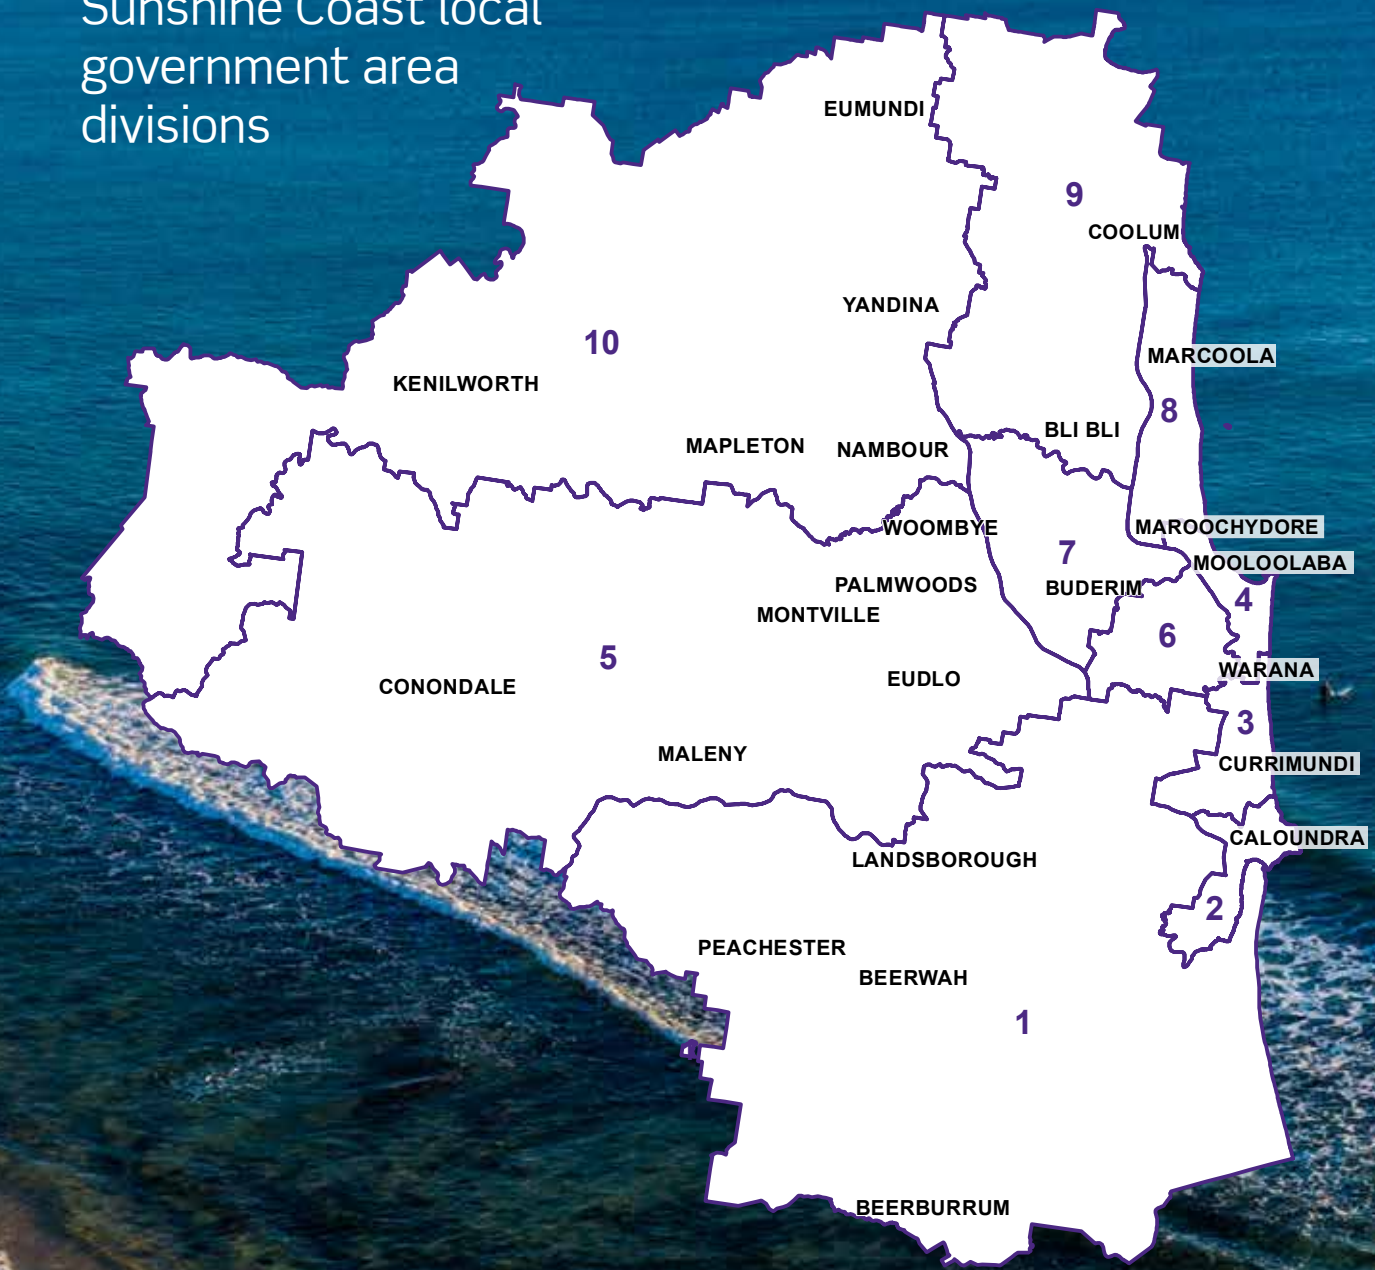 Sunshine Coast local
government area
divisions
EUMUNDI
9
COOLUM
YANDINA
10
MARCOOLA
KENILWORTH
8
BLI BLI
MAPLETON
NAMBOUR
WOOMBYE
MAROOCHYDORE
7
MOOLOOLABA
PALMWOODS
BUDERIM
4
MONTVILLE
6
5
WARANA
EUDLO
CONONDALE
3
MALENY
CURRIMUNDI
CALOUNDRA
LANDSBOROUGH
2
PEACHESTER
BEERWAH
1
BEERBURRUM